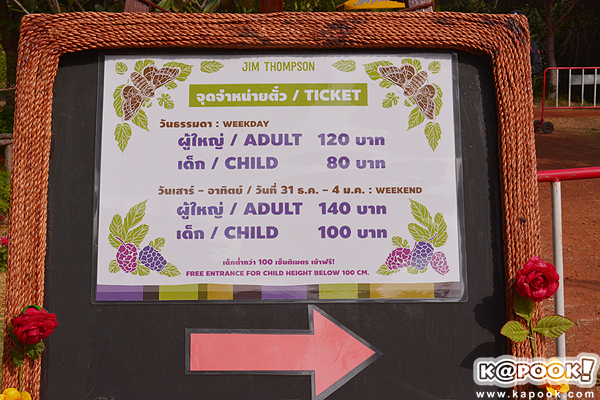 JIM THOMPSON
จุดจำหน่ายตั๋ว / TICKET
วันธรรมดา : WEEKDAY
ผู้ใหญ่ / ADULT 120 บาท
เด็ก / CHILD 80 บาท
วันเสาร์ - อาทิตย์ / วันที่ 31 ธ.ค. - 4 ม.ค. : WEEKEND
ผู้ใหญ่ / ADULT 140 บาท
เด็ก / CHILD 100 บาท
เด็กต่ำกว่า 100 เซ็นติเมตร เข้าฟรี!
FREE ENTRANCE FOR CHILD HEIGHT BELOW 100 CM.
K@POOK!
www.kapook.com